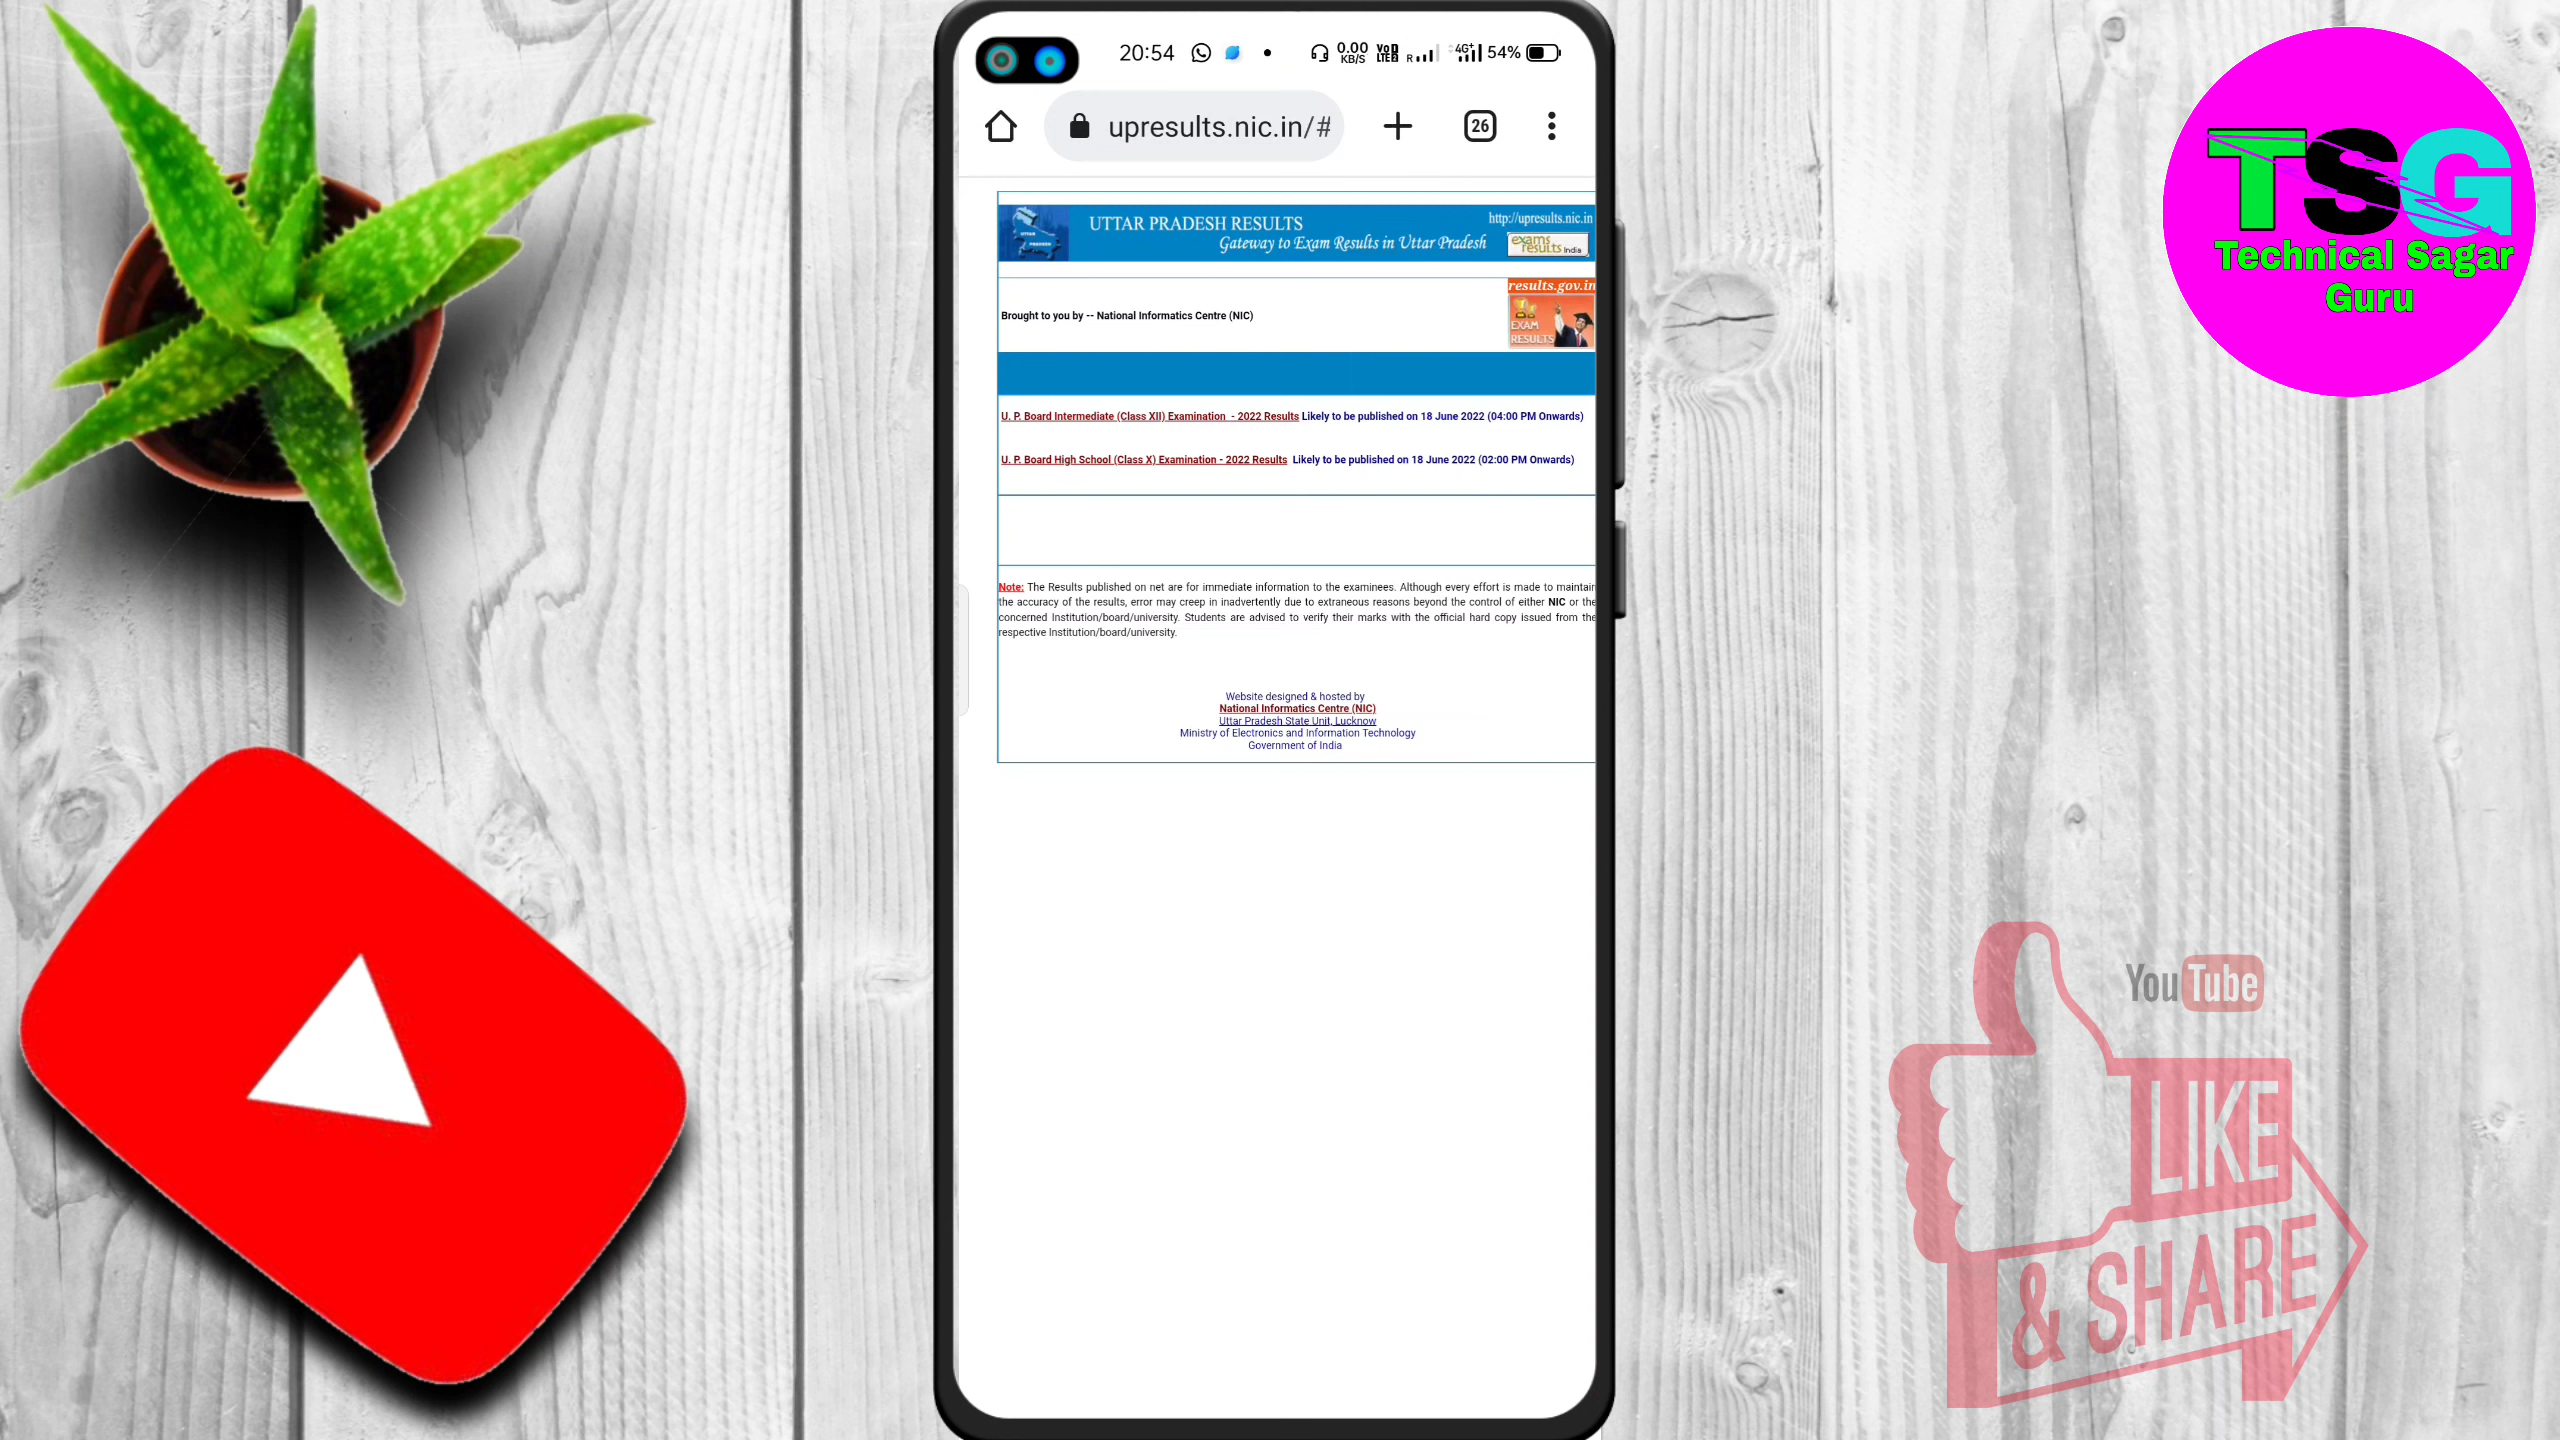 20:54
0.00 KB/S
VoD LTE2
R
4G+
54%
upresults.nic.in/#
26
UTTAR PRADESH RESULTS
Gateway to Exam Results in Uttar Pradesh
http://upresults.nic.in
exams results India
UTTAR PRADESH
results.gov.in
Brought to you by -- National Informatics Centre (NIC)
EXAM
RESULTS
U. P. Board Intermediate (Class XII) Examination - 2022 Results Likely to be published on 18 June 2022 (04:00 PM Onwards)
U. P. Board High School (Class X) Examination - 2022 Results Likely to be published on 18 June 2022 (02:00 PM Onwards)
Note: The Results published on net are for immediate information to the examinees. Although every effort is made to maintain
the accuracy of the results, error may creep in inadvertently due to extraneous reasons beyond the control of either NIC or the
concerned Institution/board/university. Students are advised to verify their marks with the official hard copy issued from the
respective Institution/board/university.
Website designed & hosted by
National Informatics Centre (NIC)
Uttar Pradesh State Unit, Lucknow
Ministry of Electronics and Information Technology
Government of India
TSG
Technical Sagar
Guru
YouTube
LIKE
& SHARE